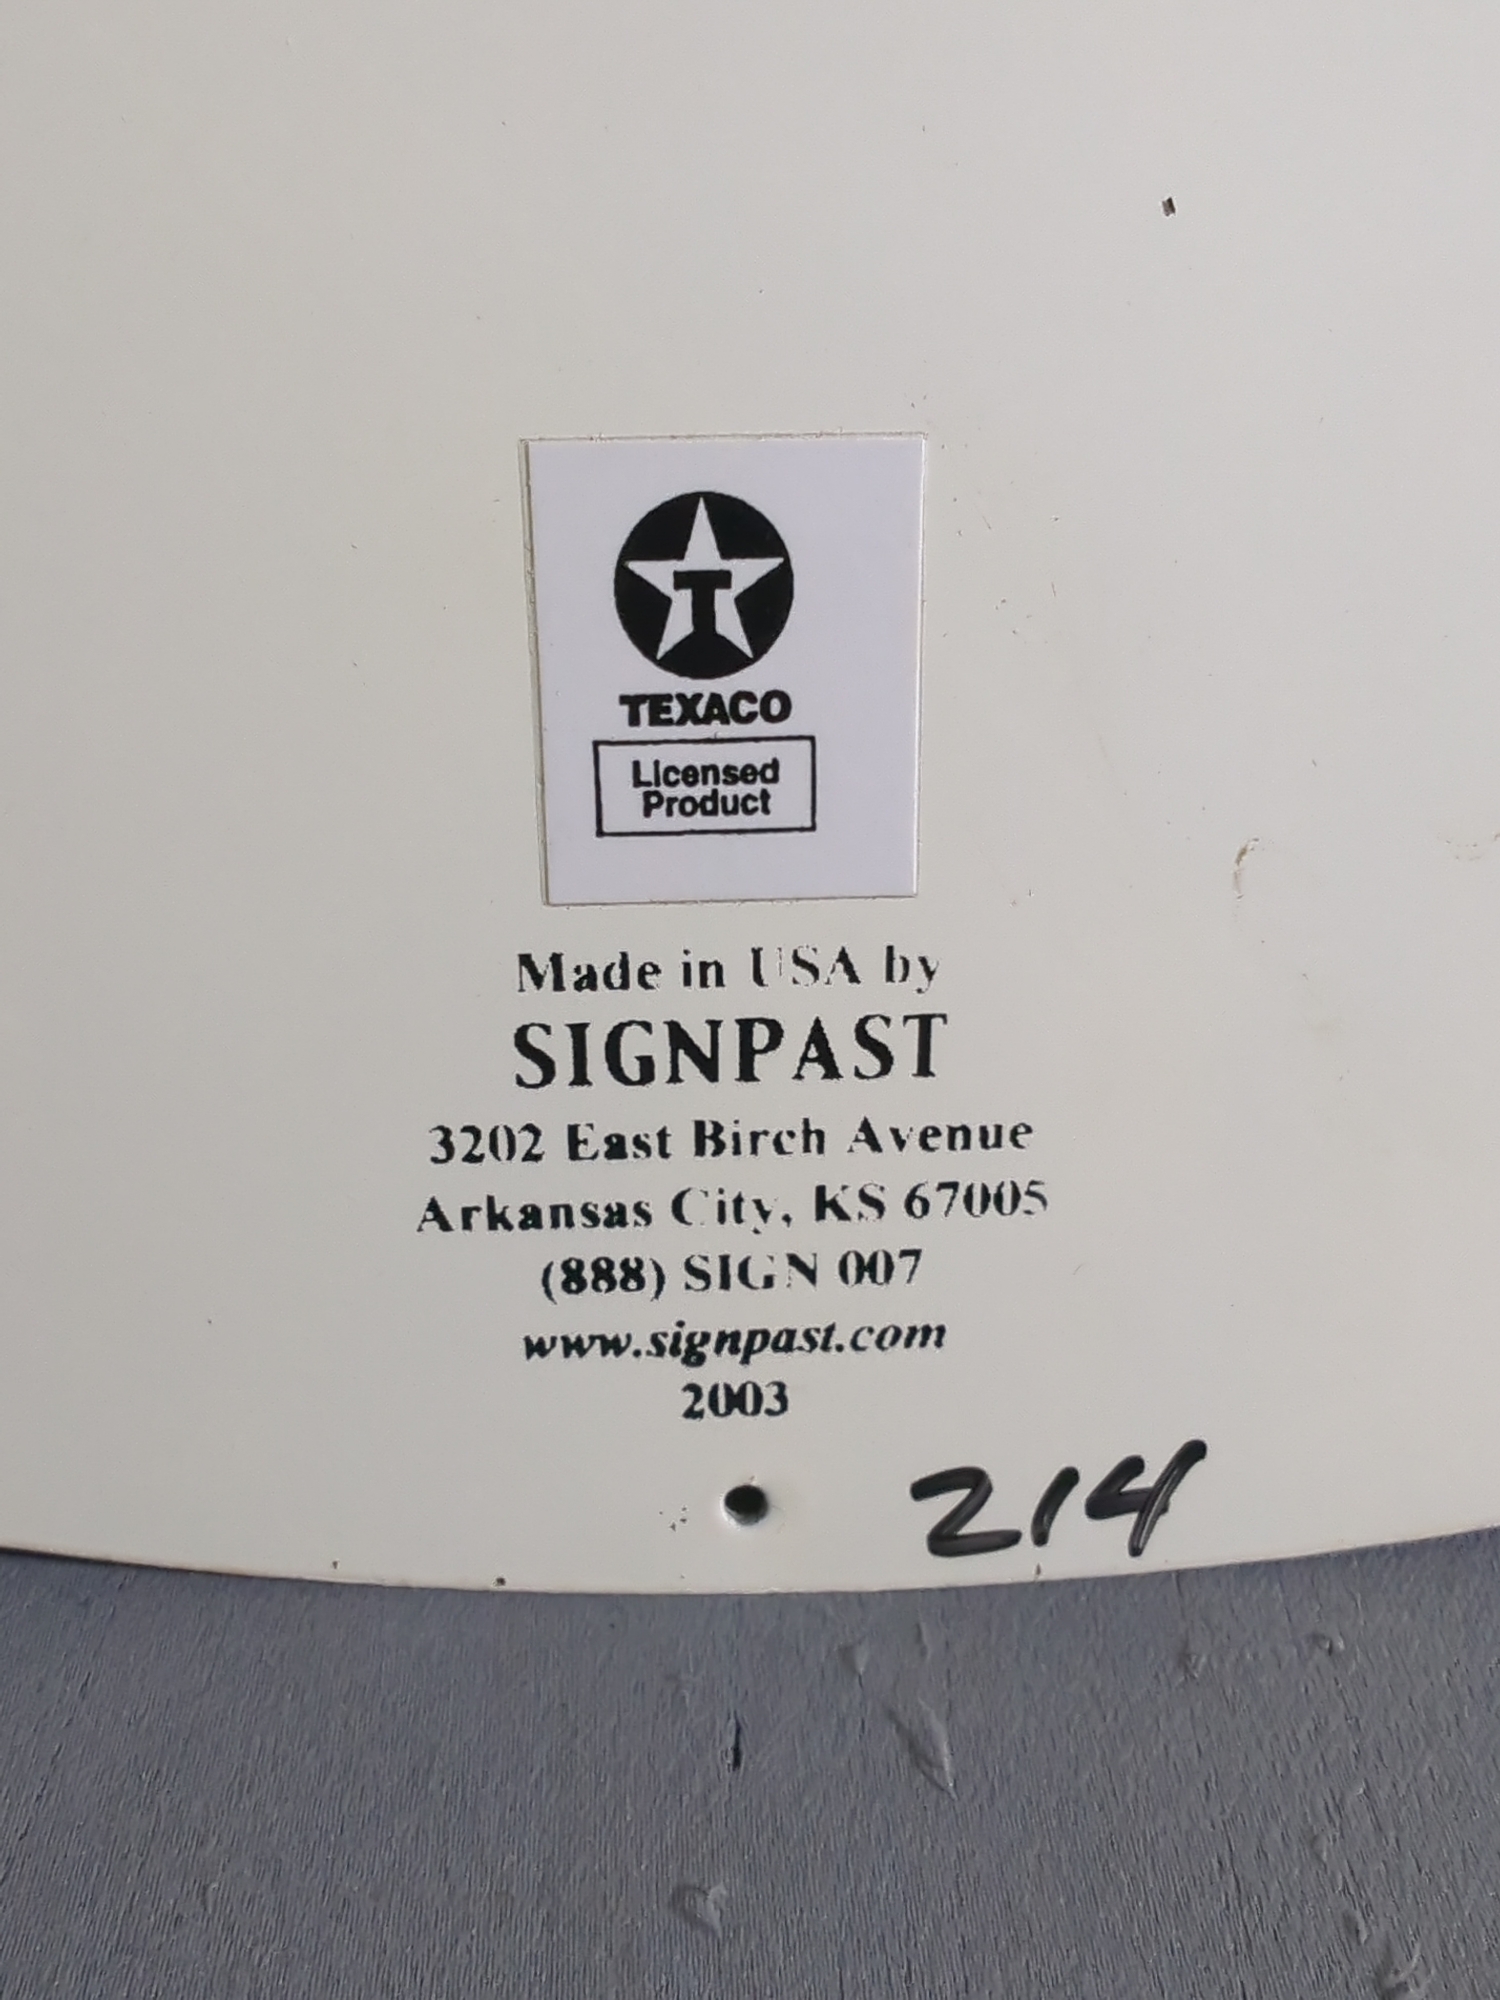 T
TEXACO
Licensed
Product
Made in USA by
SIGNPAST
3202 East Birch Avenue
Arkansas City, KS 67005
(888) SIGN 007
www.signpast.com
2003
214